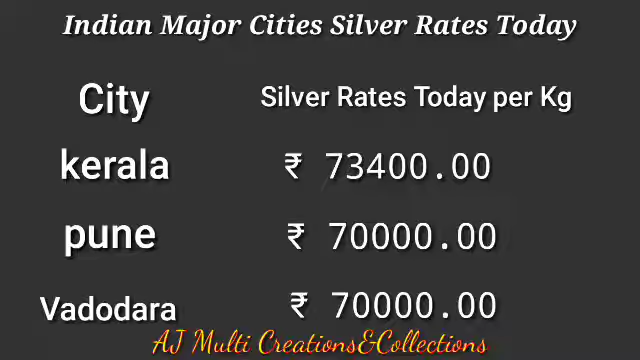 Indian Major Cities Silver Rates Today
City Silver Rates Today per Kg
kerala ₹ 73400.00
pune ₹ 70000.00
Vadodara ₹ 70000.00
AJ Multi Creations&Collections